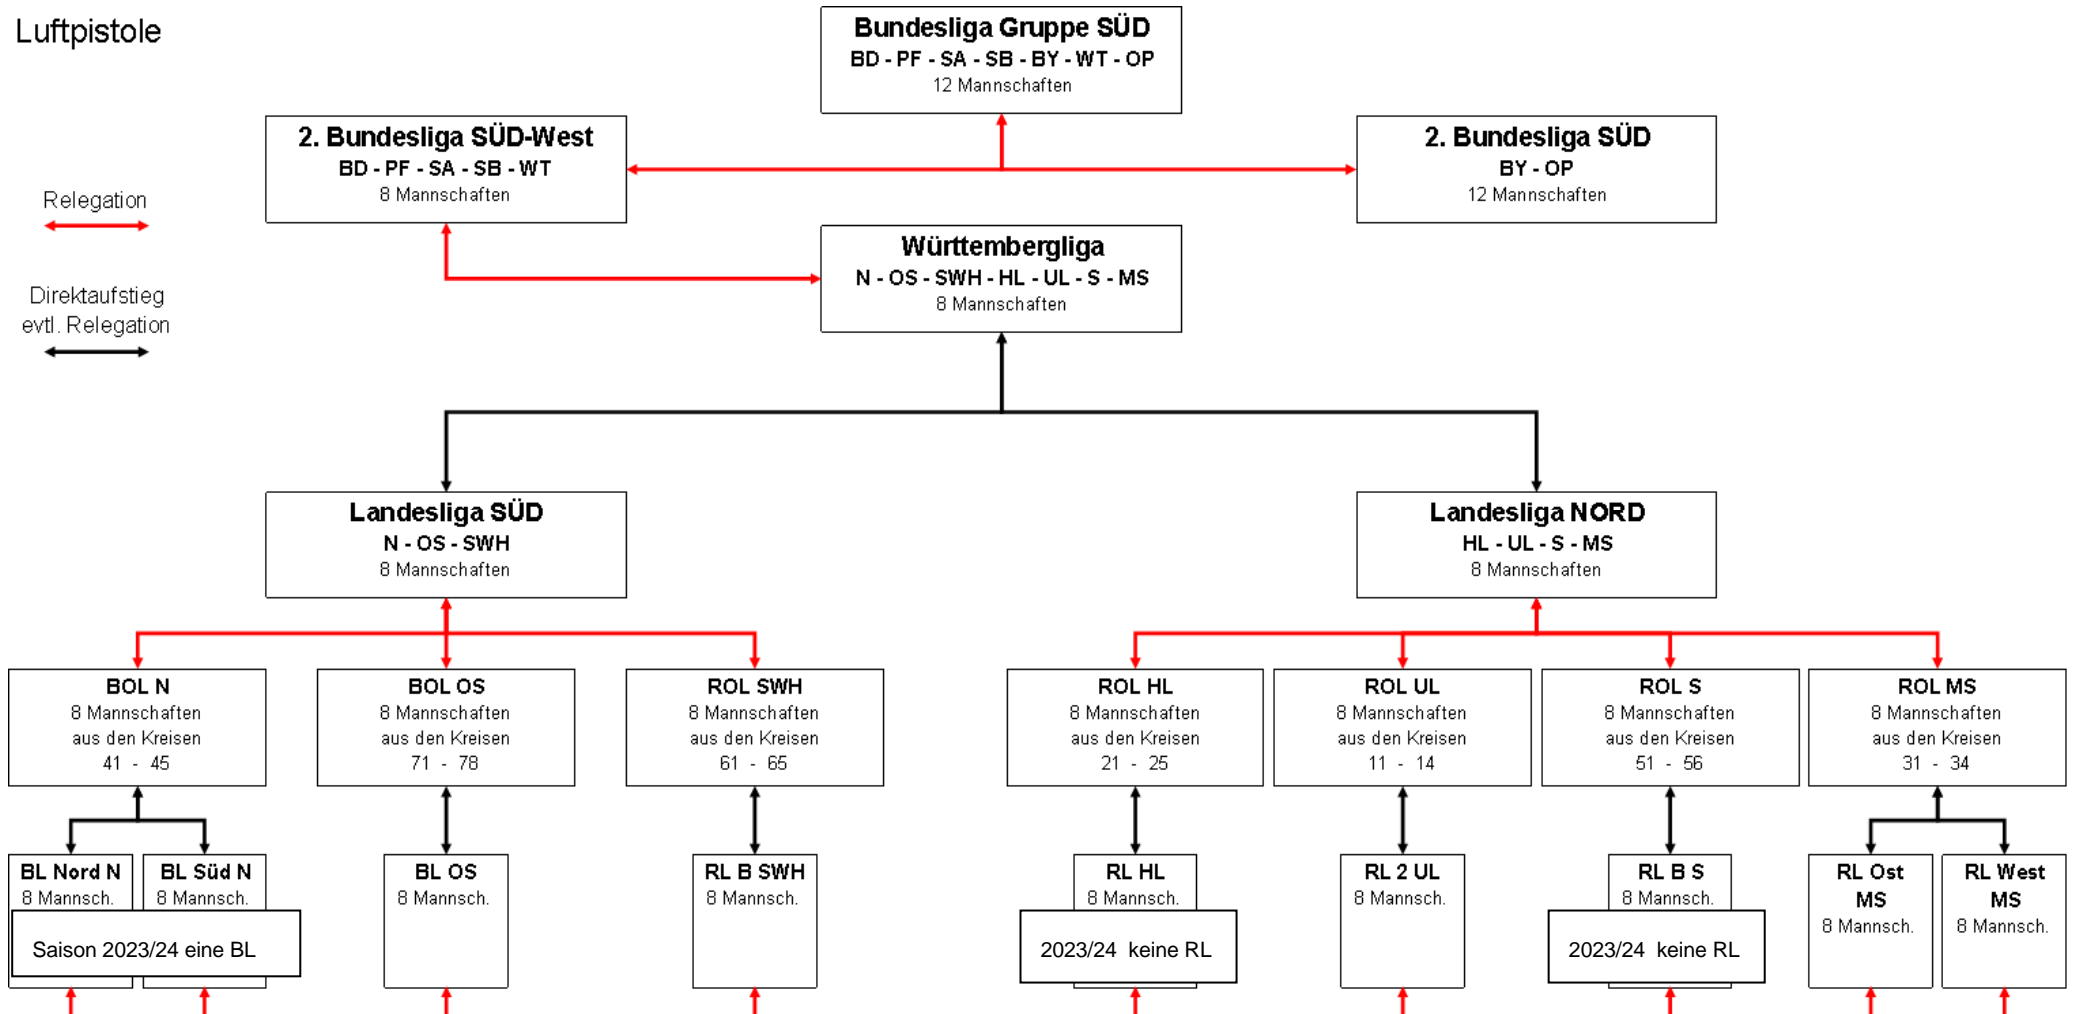 Luftpistole
Bundesliga Gruppe SÜD
BD - PF - SA - SB - BY - WT - OP
12 Mannschaften
2. Bundesliga SÜD-West
BD - PF - SA - SB - WT
8 Mannschaften
2. Bundesliga SÜD
BY - OP
12 Mannschaften
Relegation
Württembergliga
N - OS - SWH - HL - UL - S - MS
8 Mannschaften
Direktaufstieg
evtl. Relegation
Landesliga SÜD
N - OS - SWH
8 Mannschaften
Landesliga NORD
HL - UL - S - MS
8 Mannschaften
BOL N
8 Mannschaften
aus den Kreisen
41 - 45
BOL OS
8 Mannschaften
aus den Kreisen
71 - 78
ROL SWH
8 Mannschaften
aus den Kreisen
61 - 65
ROL HL
8 Mannschaften
aus den Kreisen
21 - 25
ROL UL
8 Mannschaften
aus den Kreisen
11 - 14
ROL S
8 Mannschaften
aus den Kreisen
51 - 56
ROL MS
8 Mannschaften
aus den Kreisen
31 - 34
BL Nord N
8 Mannsch.
BL Süd N
8 Mannsch.
Saison 2023/24 eine BL
BL OS
8 Mannsch.
RL B SWH
8 Mannsch.
RL HL
8 Mannsch.
2023/24 keine RL
RL 2 UL
8 Mannsch.
RL B S
8 Mannsch.
2023/24 keine RL
RL Ost
MS
8 Mannsch.
RL West
MS
8 Mannsch.